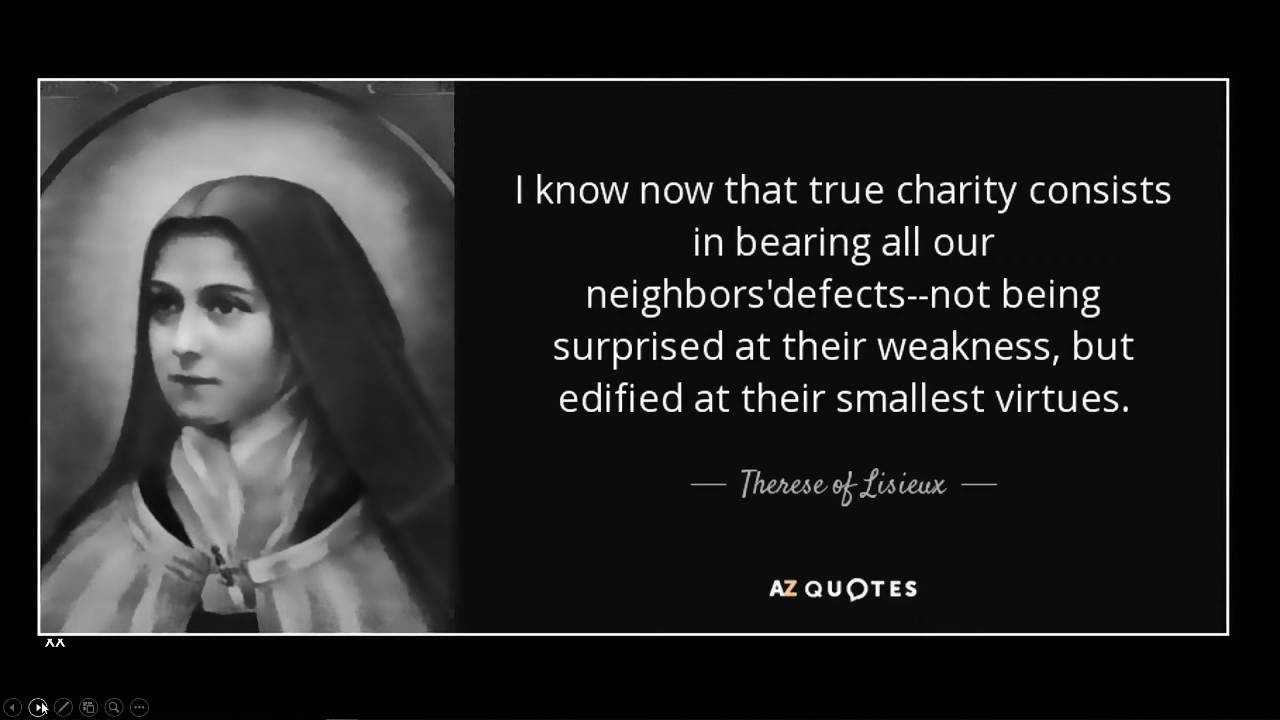 I know now that true charity consists
in bearing all our
neighbors'defects--not being
surprised at their weakness, but
edified at their smallest virtues.
Therese of Lisieux
AZ QUOTES
xx